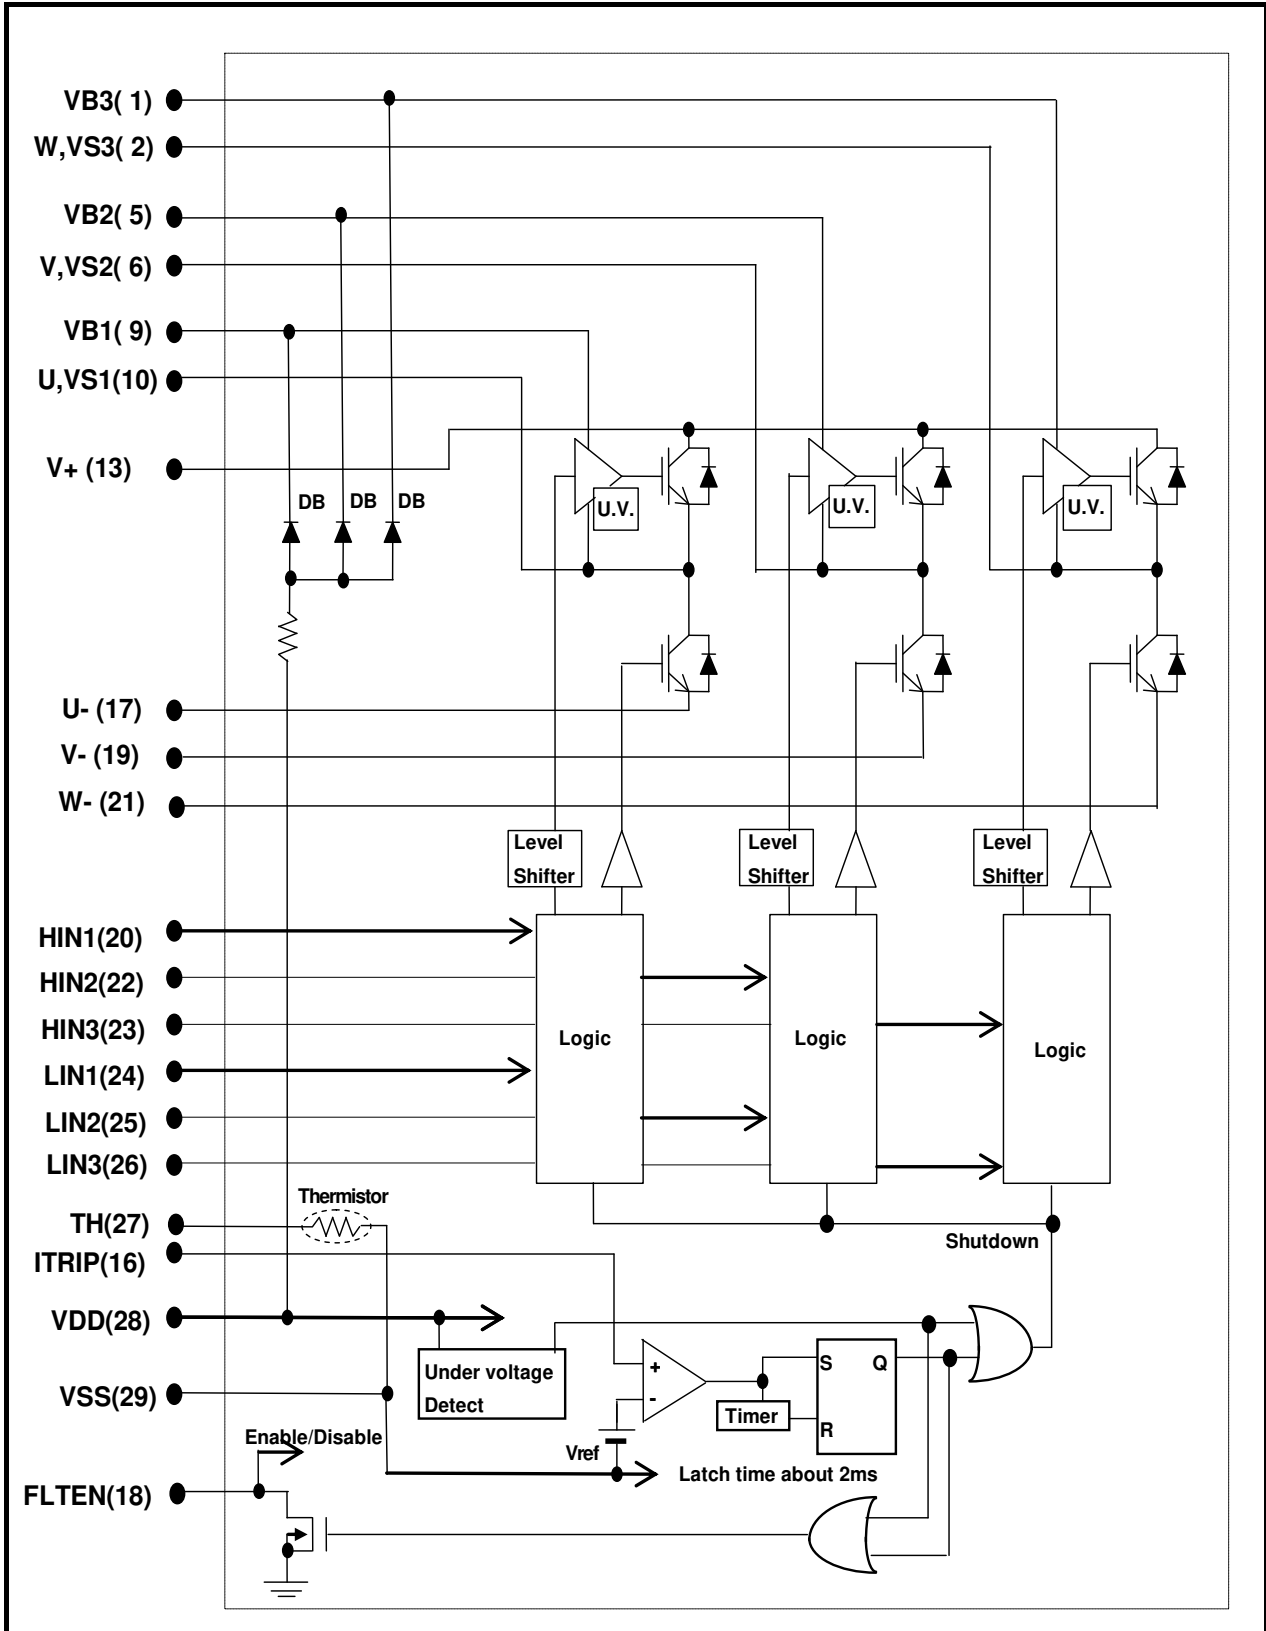 VB3( 1)
W,VS3( 2)
VB2( 5)
V,VS2( 6)
VB1( 9)
U,VS1(10)
V+ (13)
DB
DB
DB
U.V.
U.V.
U.V.
U- (17)
V- (19)
W- (21)
Level
Shifter
Level
Shifter
Level
Shifter
HIN1(20)
HIN2(22)
HIN3(23)
LIN1(24)
LIN2(25)
LIN3(26)
Logic
Logic
Logic
Thermistor
TH(27)
ITRIP(16)
Shutdown
VDD(28)
Under voltage
Detect
+
-
S
Q
R
Timer
VSS(29)
Vref
Enable/Disable
Latch time about 2ms
FLTEN(18)